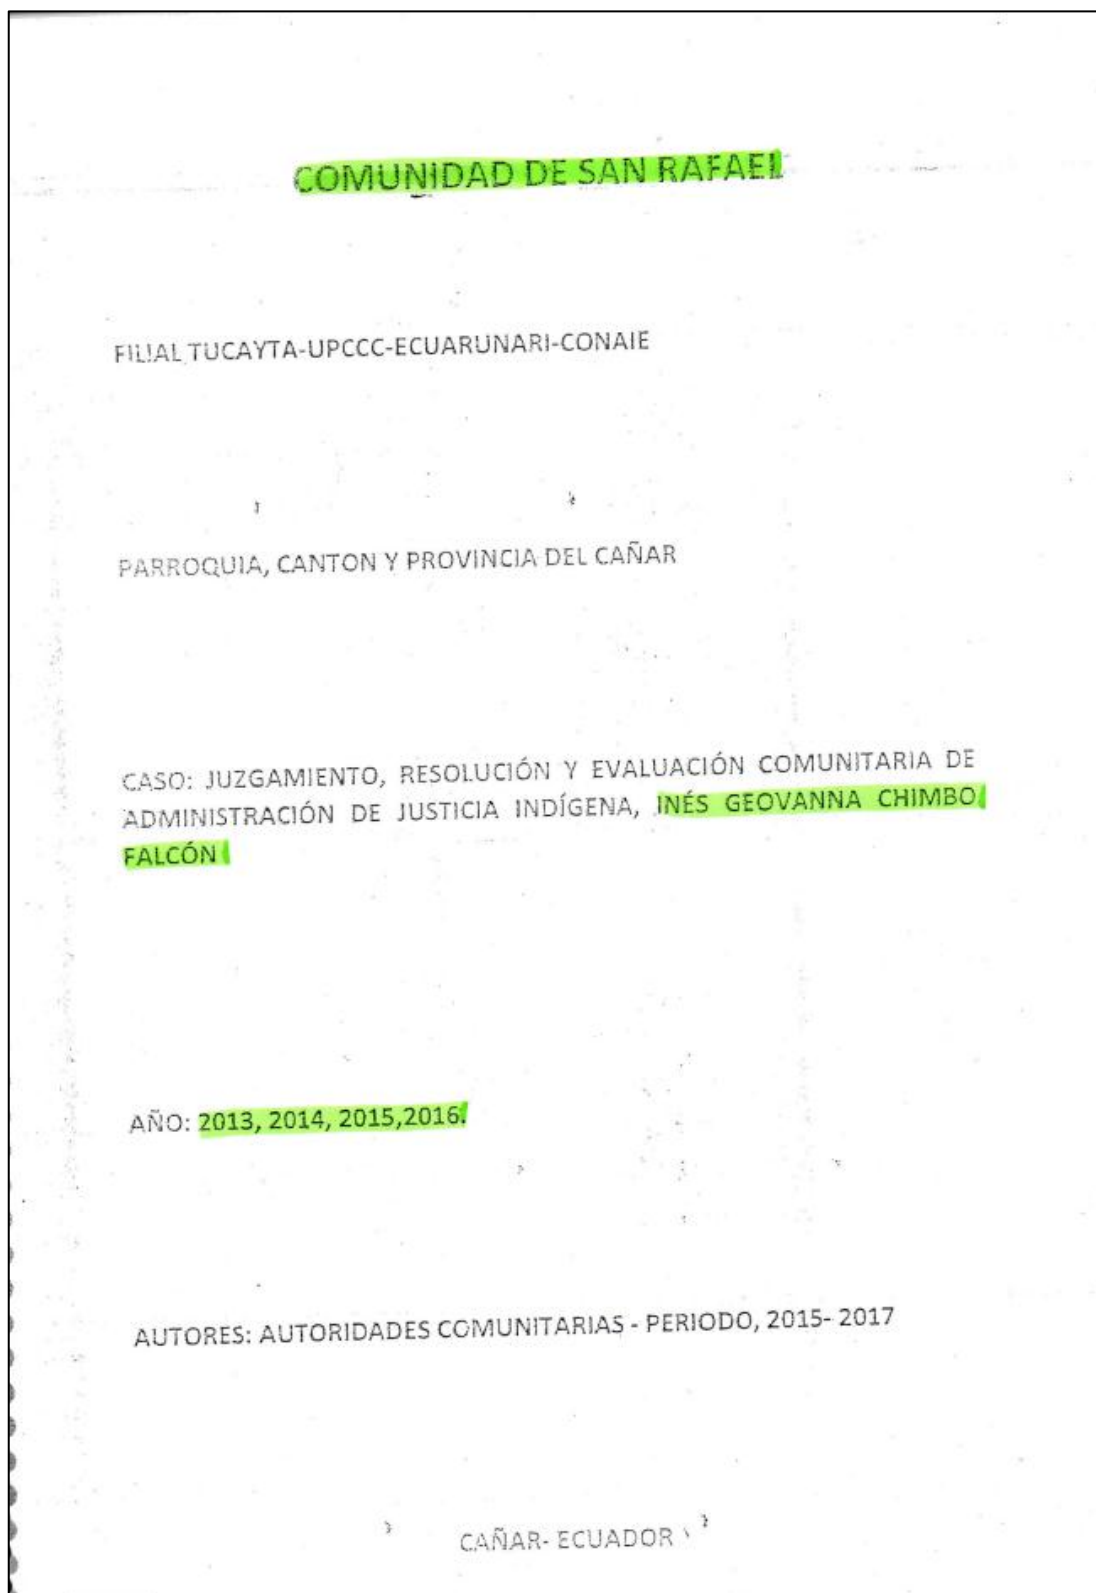 COMUNIDAD DE SAN RAFAEL
FILIAL TUCAYTA-UPCCC-ECUARUNARI-CONAIE
PARROQUIA, CANTON Y PROVINCIA DEL CAÑAR
CASO: JUZGAMIENTO, RESOLUCIÓN Y EVALUACIÓN COMUNITARIA DE
ADMINISTRACIÓN DE JUSTICIA INDÍGENA, INÉS GEOVANNA CHIMBO
FALCÓN
AÑO: 2013, 2014, 2015,2016.
AUTORES: AUTORIDADES COMUNITARIAS - PERIODO, 2015- 2017
CAÑAR- ECUADOR